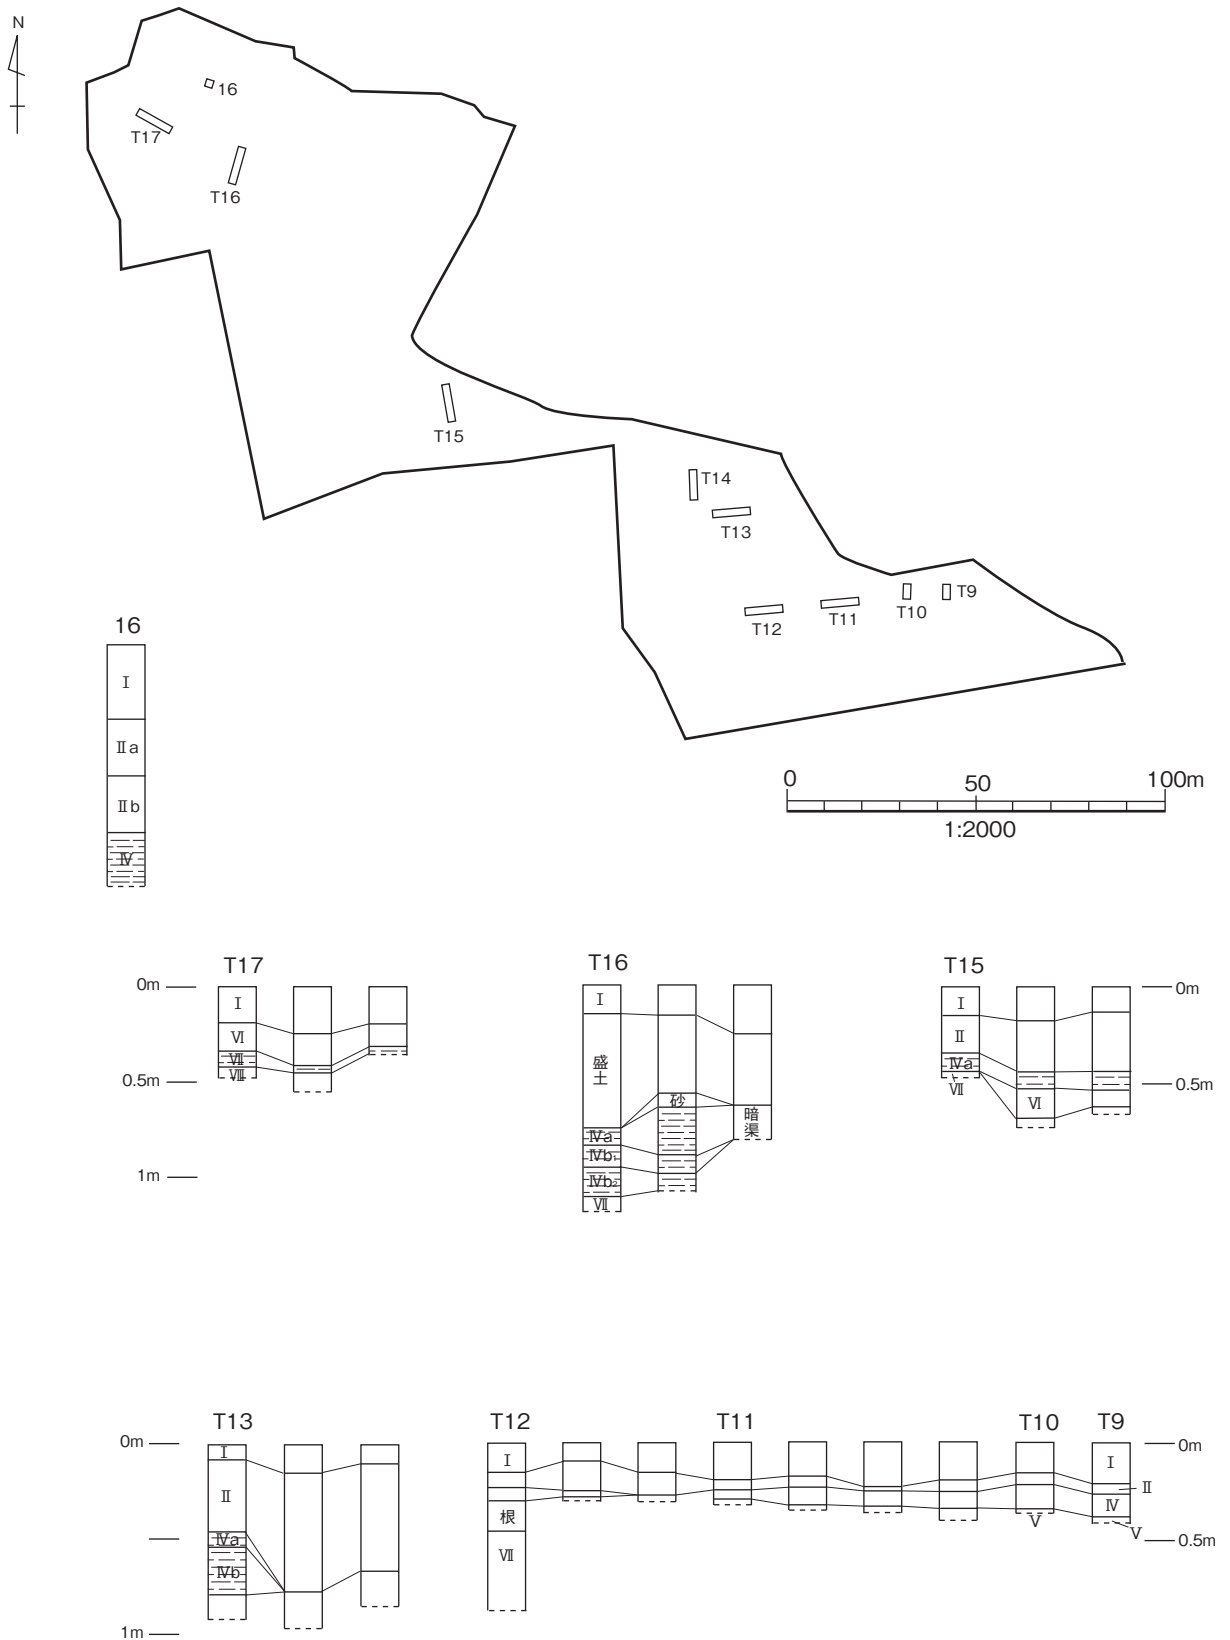 N
16
T17
T16
T15
T14
T13
T12
T11
T10
T9
0
50
100m
1:2000
16
Ⅰ
Ⅱa
Ⅱb
Ⅳ
T17
T16
T15
0m
0m
Ⅰ
Ⅵ
Ⅶ
Ⅷ
0.5m
1m
Ⅰ
盛土
砂
暗渠
Ⅳa
Ⅳb₁
Ⅳb₂
Ⅶ
Ⅰ
Ⅱ
Ⅳa
Ⅶ
Ⅵ
0.5m
T13
T12
T11
T10
T9
0m
0m
Ⅰ
Ⅱ
Ⅳa
Ⅳb
1m
Ⅰ
根
Ⅶ
Ⅴ
Ⅰ
Ⅱ
Ⅳ
Ⅴ
0.5m